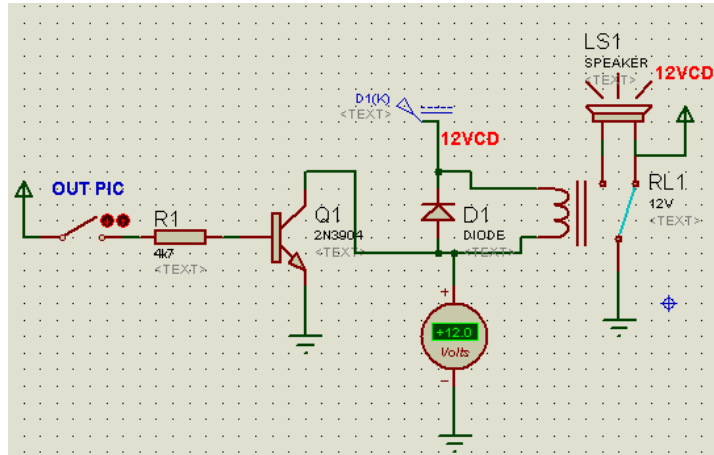 LS1
SPEAKER
<TEXT>
12VCD
D1(K)
<TEXT>
12VCD
OUT PIC
R1
4k7
<TEXT>
Q1
2N3904
<TEXT>
D1
DIODE
<TEXT>
RL1
12V
<TEXT>
+
+12.0
Volts
−